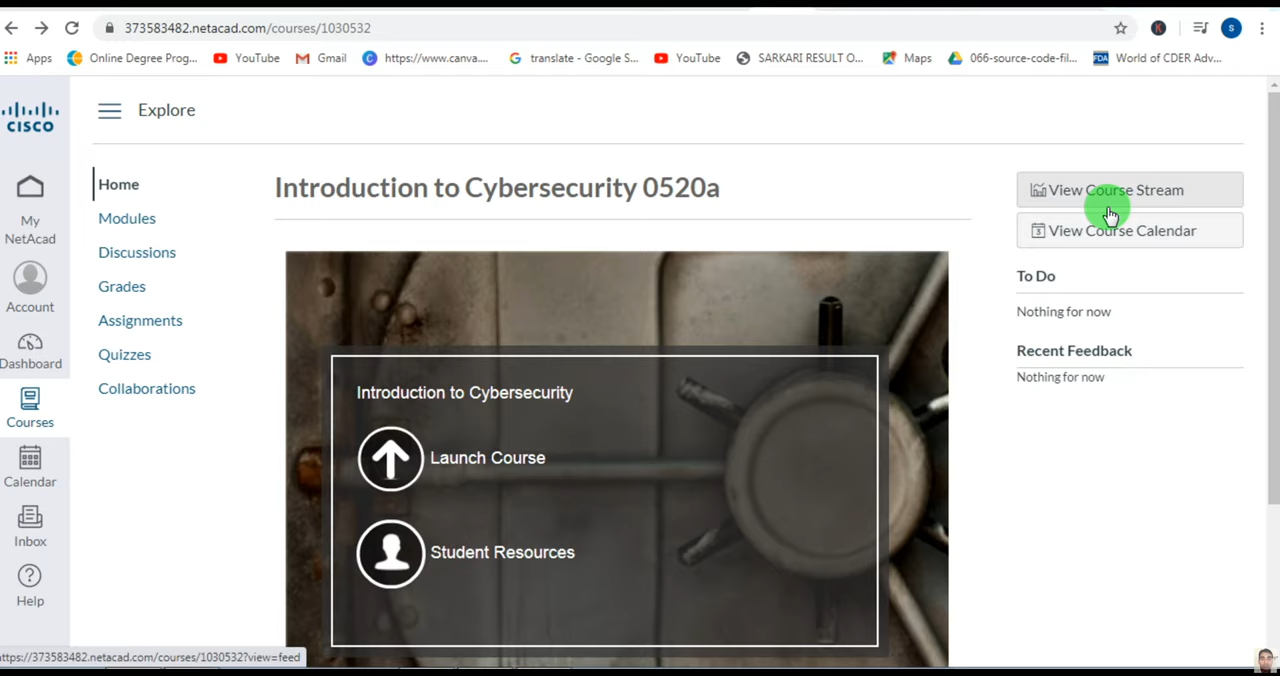 373583482.netacad.com/courses/1030532
S
Apps
Online Degree Prog...
YouTube
Gmail
https://www.canva....
translate - Google S...
YouTube
SARKARI RESULT O...
Maps
066-source-code-fil...
FDA
World of CDER Adv...
CISCO
Explore
My
NetAcad
Account
Dashboard
Courses
Calendar
Inbox
Help
Home
Modules
Discussions
Grades
Assignments
Quizzes
Collaborations
Introduction to Cybersecurity 0520a
Introduction to Cybersecurity
Launch Course
Student Resources
View Course Stream
View Course Calendar
To Do
Nothing for now
Recent Feedback
Nothing for now
ttps://373583482.netacad.com/courses/1030532?view=feed